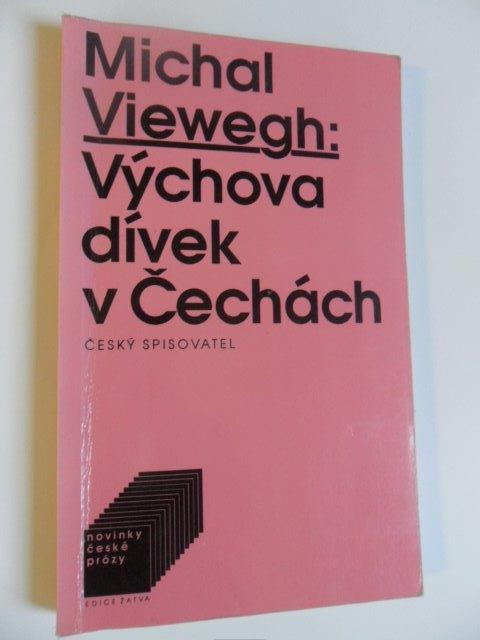 Michal
Viewegh:
Výchova
dívek
v Čechách
ČESKÝ SPISOVATEL
novinky
české
prózy
EDICE ŽATVA